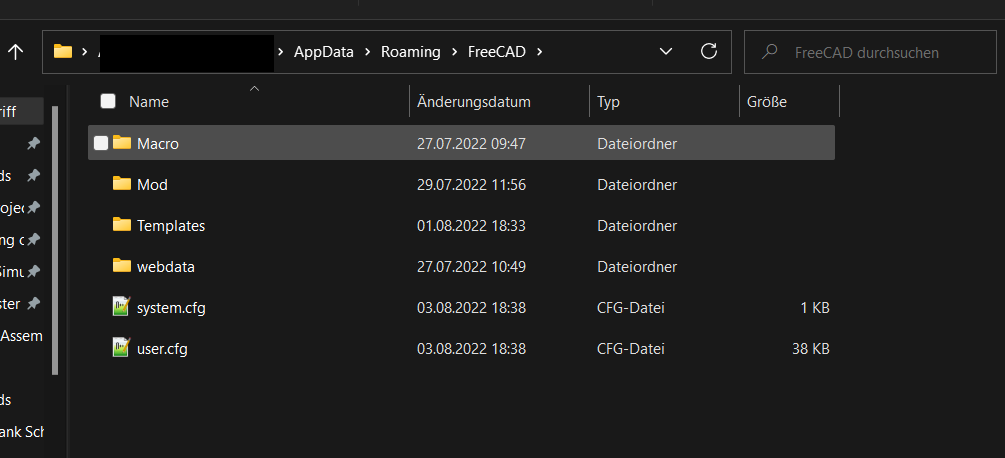 AppData > Roaming > FreeCAD >
FreeCAD durchsuchen
Name Änderungsdatum Typ Größe
Macro 27.07.2022 09:47 Dateiordner
Mod 29.07.2022 11:56 Dateiordner
Templates 01.08.2022 18:33 Dateiordner
webdata 27.07.2022 10:49 Dateiordner
system.cfg 03.08.2022 18:38 CFG-Datei 1 KB
user.cfg 03.08.2022 18:38 CFG-Datei 38 KB
riff
ds
ojec
ng c
Simu
ster
Assem
ds
ank Sch